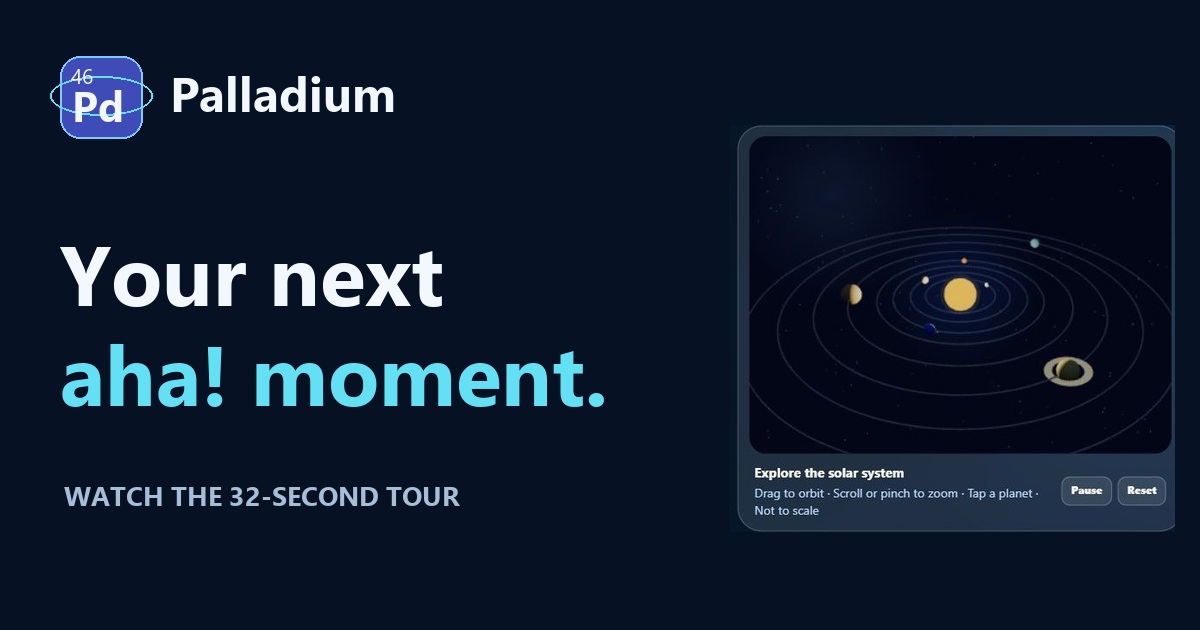 46
Pd
Palladium
Your next
aha! moment.
WATCH THE 32-SECOND TOUR
Explore the solar system
Drag to orbit · Scroll or pinch to zoom · Tap a planet ·
Not to scale
Pause
Reset